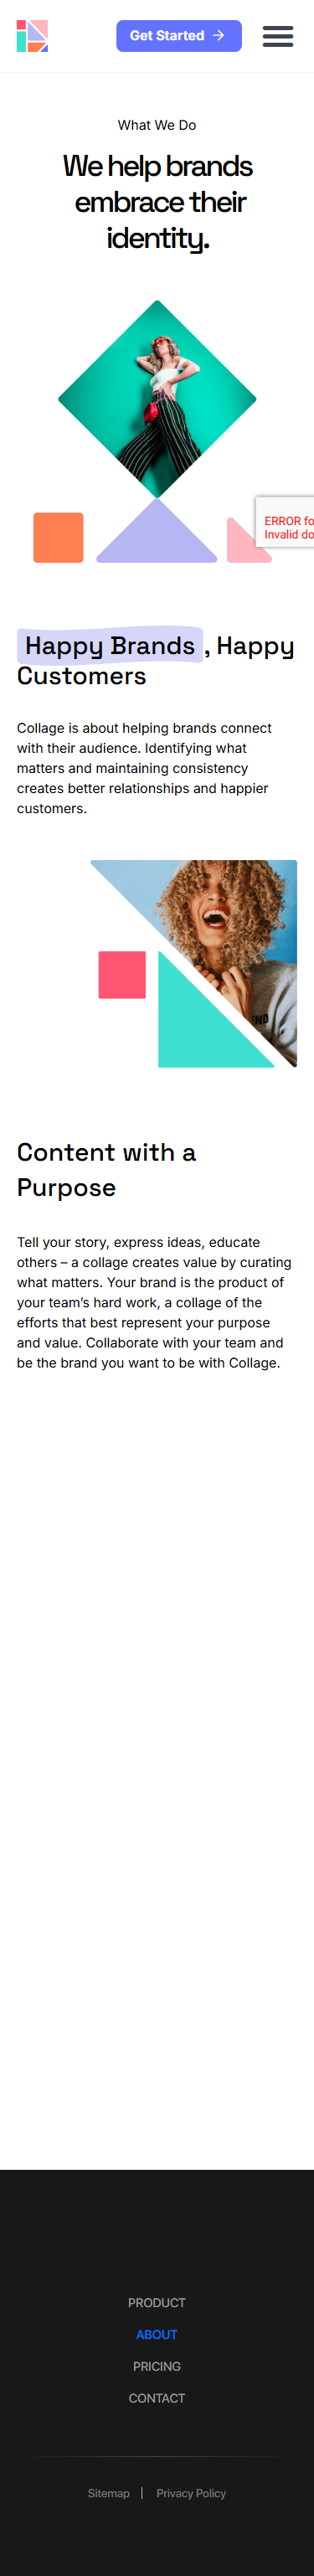 Get Started →
What We Do
We help brands
embrace their
identity.
ERROR fo
Invalid do
Happy Brands , Happy
Customers
Collage is about helping brands connect
with their audience. Identifying what
matters and maintaining consistency
creates better relationships and happier
customers.
Content with a
Purpose
Tell your story, express ideas, educate
others – a collage creates value by curating
what matters. Your brand is the product of
your team’s hard work, a collage of the
efforts that best represent your purpose
and value. Collaborate with your team and
be the brand you want to be with Collage.
PRODUCT
ABOUT
PRICING
CONTACT
Sitemap | Privacy Policy